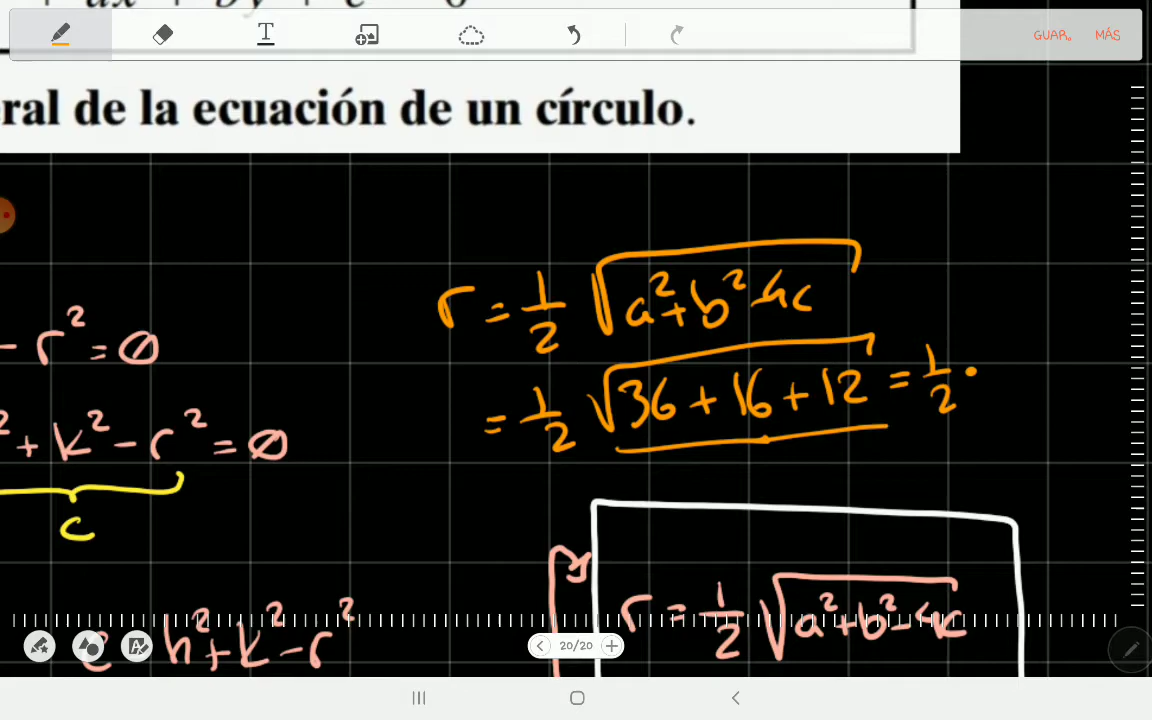 GUAR. MÁS
ral de la ecuación de un círculo.
r = 1/2 √(a²+b²-4c)
- r² = 0
= 1/2 √(36 + 16 + 12) = 1/2 ·
² + k² - r² = 0
c
r = 1/2 √(a²+b²-4c)
c h²+k²-r²
20/20